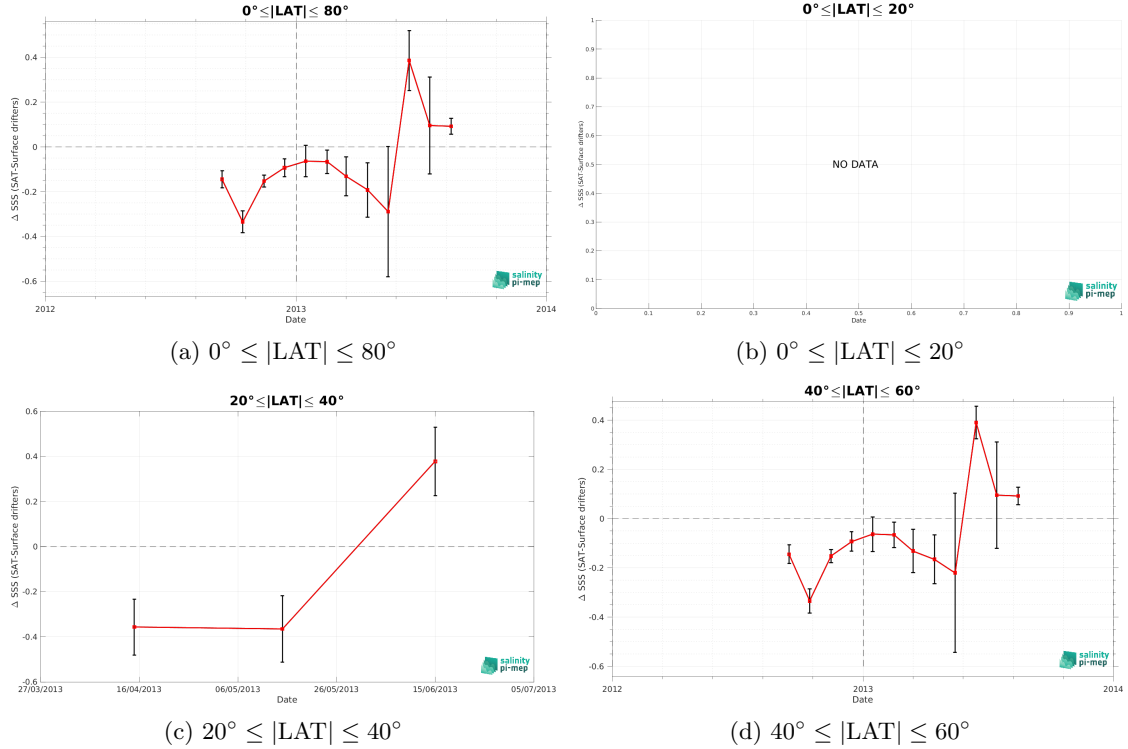 0°≤|LAT|≤ 80°
Δ SSS (SAT-Surface drifters)
0.4
0.2
0
-0.2
-0.4
-0.6
2012
2013
2014
Date
salinity
pi-mep
(a) 0° ≤ |LAT| ≤ 80°
0°≤|LAT|≤ 20°
Δ SSS (SAT-Surface drifters)
1
0.9
0.8
0.7
0.6
0.5
0.4
0.3
0.2
0.1
0
NO DATA
0
0.1
0.2
0.3
0.4
0.5
0.6
0.7
0.8
0.9
1
Date
salinity
pi-mep
(b) 0° ≤ |LAT| ≤ 20°
20°≤|LAT|≤ 40°
Δ SSS (SAT-Surface drifters)
0.6
0.4
0.2
0
-0.2
-0.4
-0.6
27/03/2013
16/04/2013
06/05/2013
26/05/2013
15/06/2013
05/07/2013
Date
salinity
pi-mep
(c) 20° ≤ |LAT| ≤ 40°
40°≤|LAT|≤ 60°
Δ SSS (SAT-Surface drifters)
0.4
0.2
0
-0.2
-0.4
-0.6
2012
2013
2014
Date
salinity
pi-mep
(d) 40° ≤ |LAT| ≤ 60°